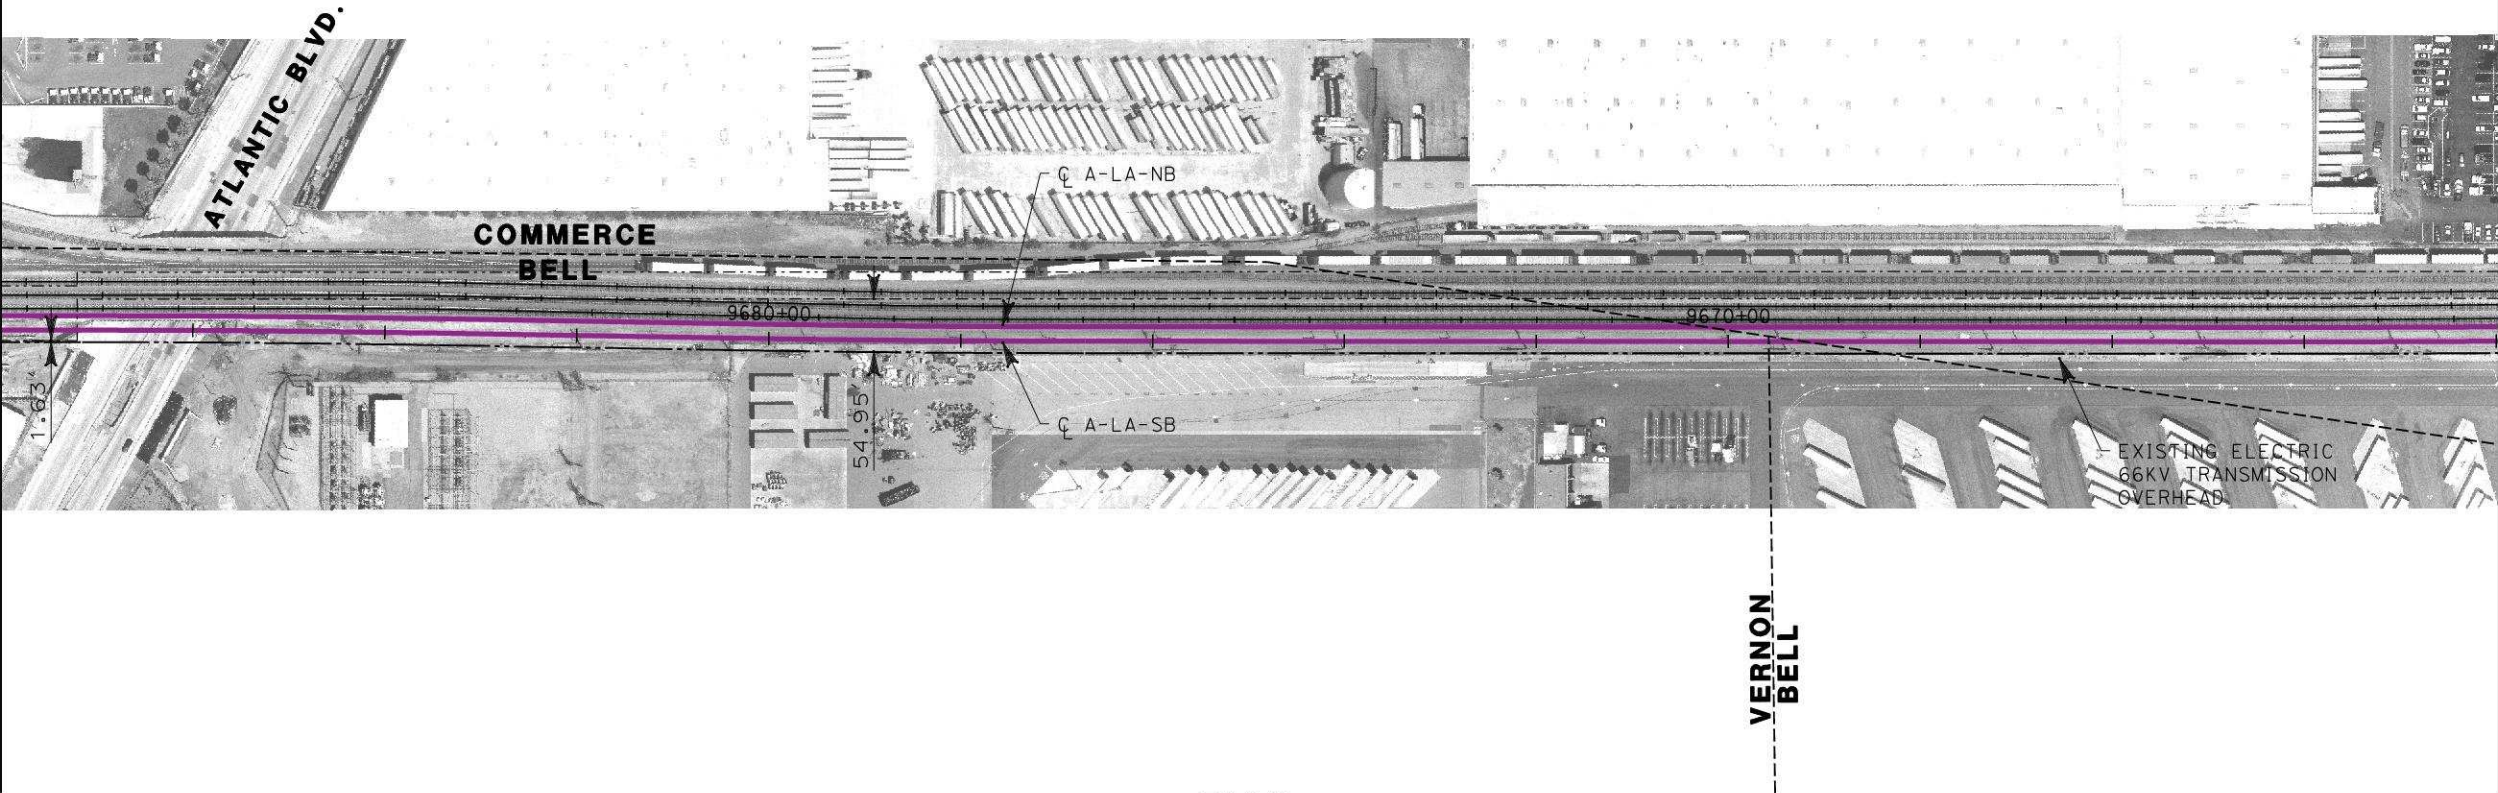 ATLANTIC BLVD.
℄ A-LA-NB
COMMERCE
BELL
9680+00
9670+00
1.63'
54.95'
℄ A-LA-SB
EXISTING ELECTRIC
66KV TRANSMISSION
OVERHEAD
VERNON
BELL